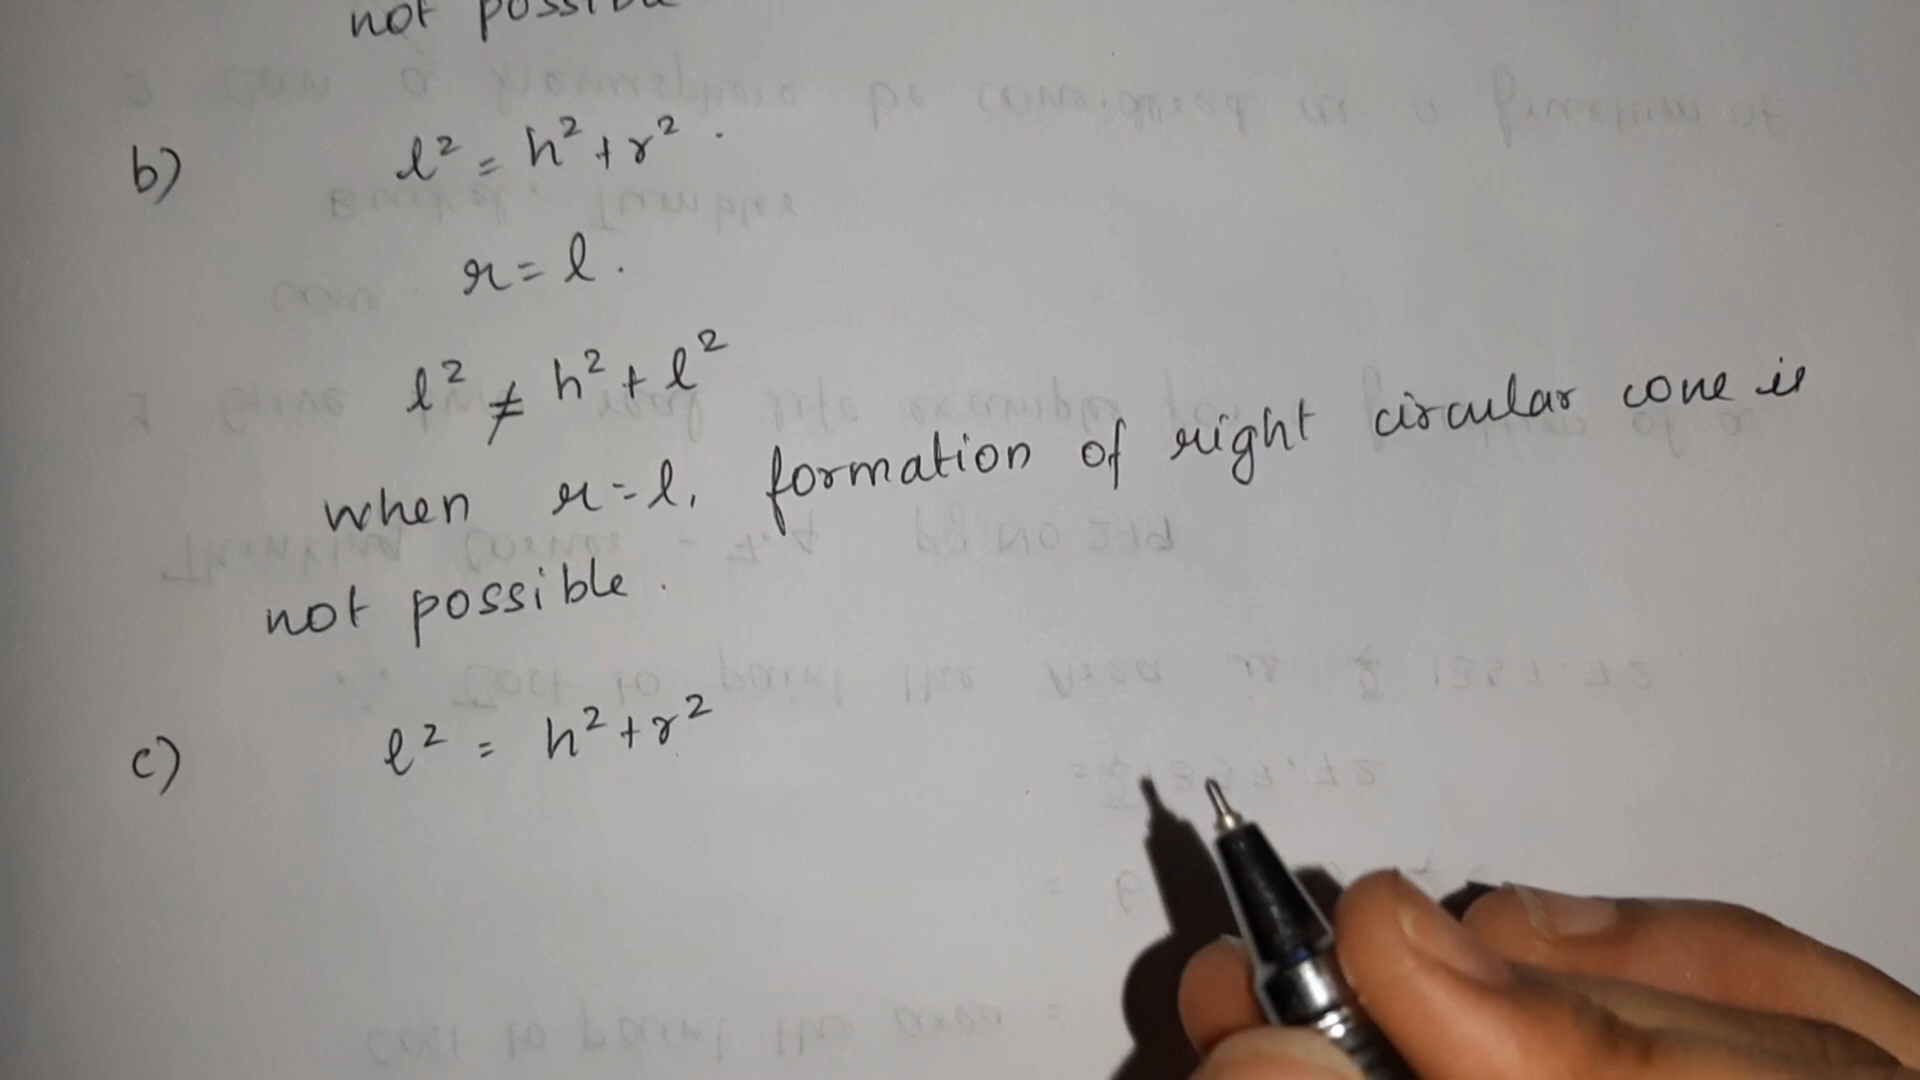 not possible
b) l² = h² + r².
r = l.
l² ≠ h² + l²
when r = l, formation of right circular cone is
not possible.
c) l² = h² + r²